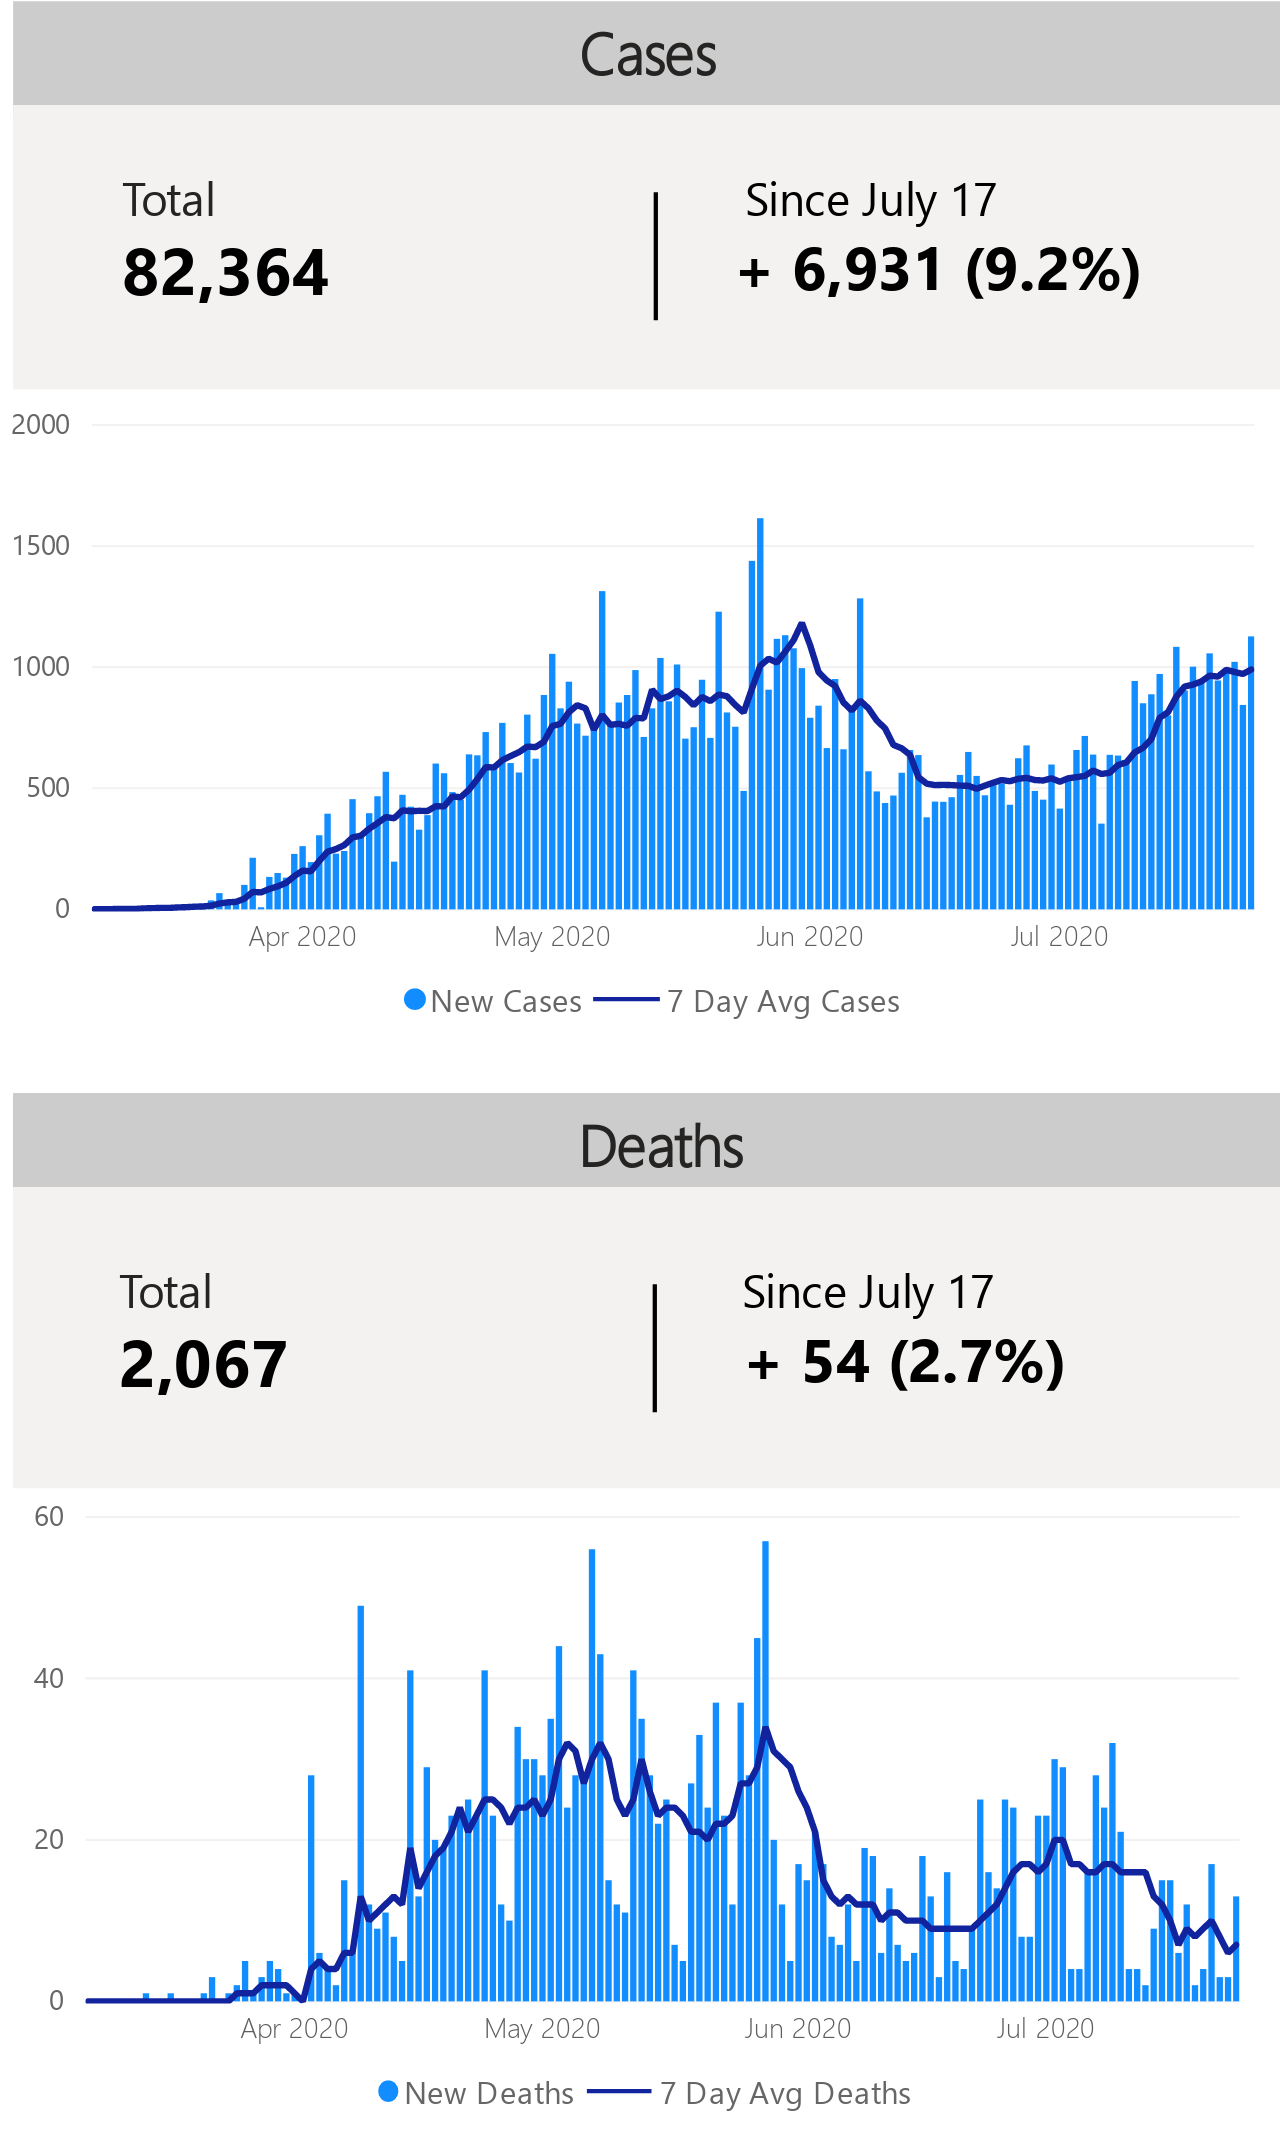 Cases
Total
Since July 17
82,364
+ 6,931 (9.2%)
2000
1500
1000
500
0
Apr 2020
May 2020
Jun 2020
Jul 2020
New Cases
7 Day Avg Cases
Deaths
Total
Since July 17
2,067
+ 54 (2.7%)
60
40
20
0
Apr 2020
May 2020
Jun 2020
Jul 2020
New Deaths
7 Day Avg Deaths